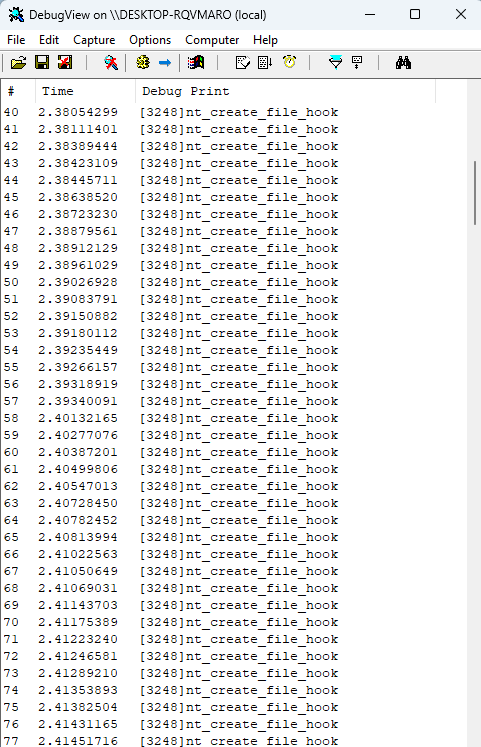 DebugView on \\DESKTOP-RQVMARO (local)
File Edit Capture Options Computer Help
# Time Debug Print
40 2.38054299 [3248]nt_create_file_hook
41 2.38111401 [3248]nt_create_file_hook
42 2.38389444 [3248]nt_create_file_hook
43 2.38423109 [3248]nt_create_file_hook
44 2.38445711 [3248]nt_create_file_hook
45 2.38638520 [3248]nt_create_file_hook
46 2.38723230 [3248]nt_create_file_hook
47 2.38879561 [3248]nt_create_file_hook
48 2.38912129 [3248]nt_create_file_hook
49 2.38961029 [3248]nt_create_file_hook
50 2.39026928 [3248]nt_create_file_hook
51 2.39083791 [3248]nt_create_file_hook
52 2.39150882 [3248]nt_create_file_hook
53 2.39180112 [3248]nt_create_file_hook
54 2.39235449 [3248]nt_create_file_hook
55 2.39266157 [3248]nt_create_file_hook
56 2.39318919 [3248]nt_create_file_hook
57 2.39340091 [3248]nt_create_file_hook
58 2.40132165 [3248]nt_create_file_hook
59 2.40277076 [3248]nt_create_file_hook
60 2.40387201 [3248]nt_create_file_hook
61 2.40499806 [3248]nt_create_file_hook
62 2.40547013 [3248]nt_create_file_hook
63 2.40728450 [3248]nt_create_file_hook
64 2.40782452 [3248]nt_create_file_hook
65 2.40813994 [3248]nt_create_file_hook
66 2.41022563 [3248]nt_create_file_hook
67 2.41050649 [3248]nt_create_file_hook
68 2.41069031 [3248]nt_create_file_hook
69 2.41143703 [3248]nt_create_file_hook
70 2.41175389 [3248]nt_create_file_hook
71 2.41223240 [3248]nt_create_file_hook
72 2.41246581 [3248]nt_create_file_hook
73 2.41289210 [3248]nt_create_file_hook
74 2.41353893 [3248]nt_create_file_hook
75 2.41382504 [3248]nt_create_file_hook
76 2.41431165 [3248]nt_create_file_hook
77 2.41451716 [3248]nt_create_file_hook